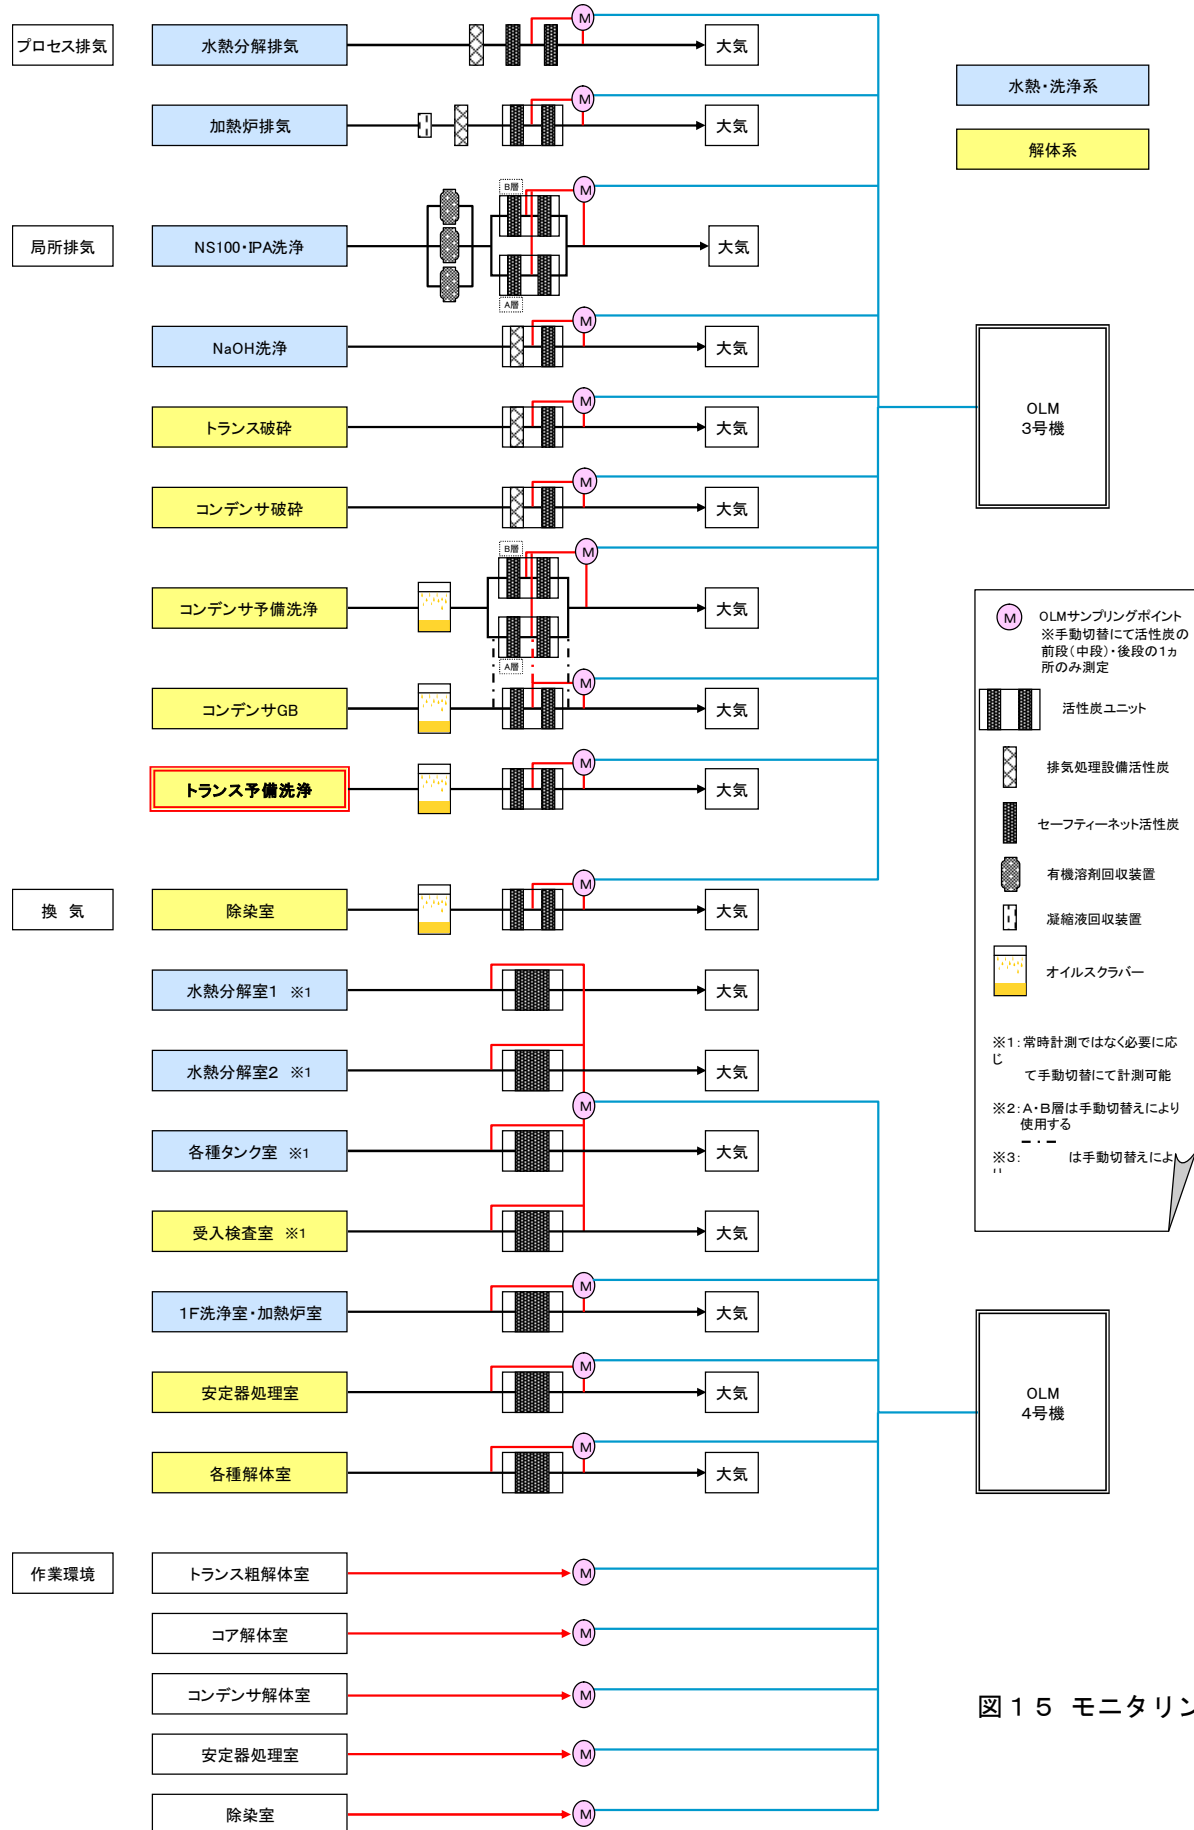 プロセス排気
水熱分解排気
M
大気
水熱・洗浄系
加熱炉排気
M
大気
解体系
局所排気
NS100・IPA洗浄
B層
A層
M
大気
NaOH洗浄
M
大気
OLM
3号機
トランス破砕
M
大気
コンデンサ破砕
M
大気
コンデンサ予備洗浄
B層
A層
M
大気
コンデンサGB
M
大気
トランス予備洗浄
M
大気
M
OLMサンプリングポイント
※手動切替にて活性炭の
前段(中段)・後段の1ヵ
所のみ測定
活性炭ユニット
排気処理設備活性炭
セーフティーネット活性炭
有機溶剤回収装置
凝縮液回収装置
オイルスクラバー
※1:常時計測ではなく必要に応
じ
て手動切替にて計測可能
※2:A・B層は手動切替えにより
使用する
※3: は手動切替えによ
換 気
除染室
M
大気
水熱分解室1 ※1
大気
水熱分解室2 ※1
大気
M
各種タンク室 ※1
大気
受入検査室 ※1
大気
1F洗浄室・加熱炉室
M
大気
安定器処理室
M
大気
OLM
4号機
各種解体室
M
大気
作業環境
トランス粗解体室
M
コア解体室
M
コンデンサ解体室
M
安定器処理室
M
除染室
M
図15 モニタリン